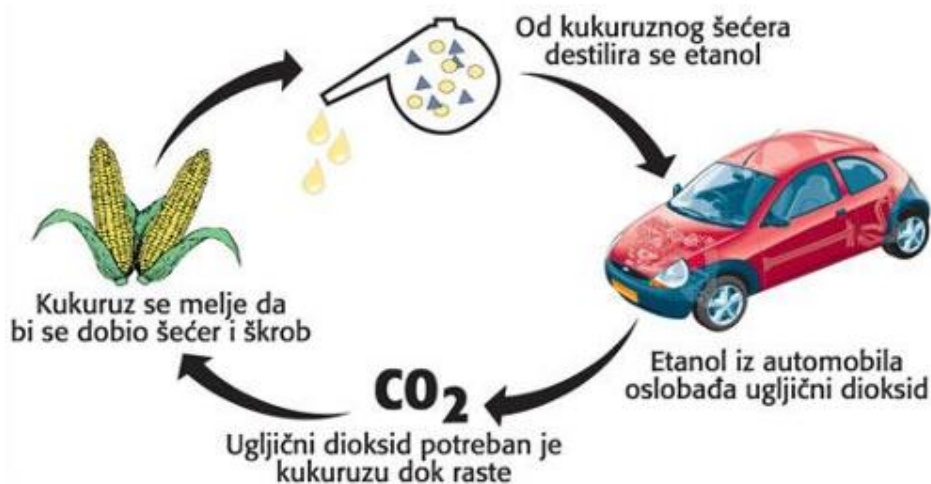 Od kukuruznog šećera
destilira se etanol
Kukuruz se melje da
bi se dobio šećer i škrob
Etanol iz automobila
oslobađa ugljični dioksid
CO₂
Ugljični dioksid potreban je
kukuruzu dok raste